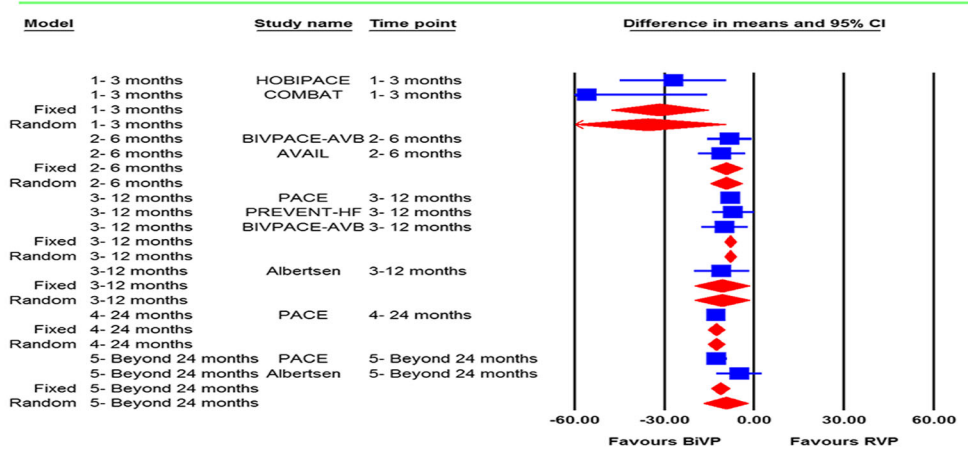 Model Study name Time point Difference in means and 95% CI
1- 3 months HOBIPACE 1- 3 months
1- 3 months COMBAT 1- 3 months
Fixed 1- 3 months
Random 1- 3 months
2- 6 months BIVPACE-AVB 2- 6 months
2- 6 months AVAIL 2- 6 months
Fixed 2- 6 months
Random 2- 6 months
3- 12 months PACE 3- 12 months
3- 12 months PREVENT-HF 3- 12 months
3- 12 months BIVPACE-AVB 3- 12 months
Fixed 3- 12 months
Random 3- 12 months
3-12 months Albertsen 3-12 months
Fixed 3-12 months
Random 3-12 months
4- 24 months PACE 4- 24 months
Fixed 4- 24 months
Random 4- 24 months
5- Beyond 24 months PACE 5- Beyond 24 months
5- Beyond 24 months Albertsen 5- Beyond 24 months
Fixed 5- Beyond 24 months
Random 5- Beyond 24 months
-60.00 -30.00 0.00 30.00 60.00
Favours BiVP Favours RVP